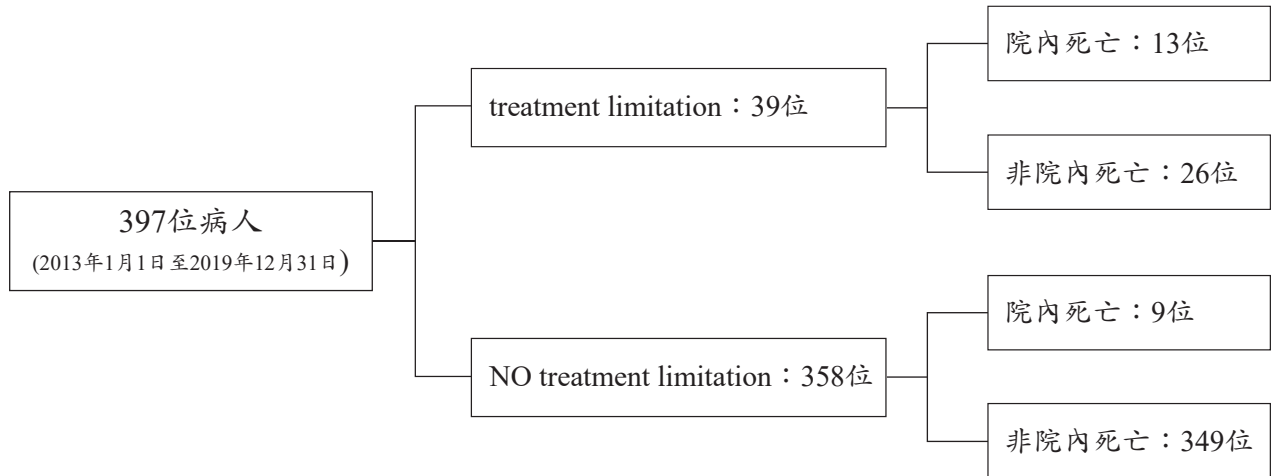 397位病人
(2013年1月1日至2019年12月31日)
treatment limitation：39位
院內死亡：13位
非院內死亡：26位
NO treatment limitation：358位
院內死亡：9位
非院內死亡：349位